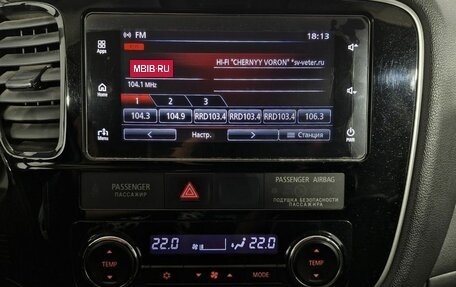 FM
18:13
Apps
HI-FI "CHERNYY VORON" *sv-veter.ru
MBIB·RU
Home
104.1 MHz
1 2 3
104.3 104.9 RRD103.4 RRD103.4 RRD103.4 106.3
Menu
< Настр. > Станция
PWR
PASSENGER
ПАССАЖИР
PASSENGER AIRBAG
ПОДУШКА БЕЗОПАСНОСТИ
ПАССАЖИРА
22.0 22.0
TEMP MODE TEMP